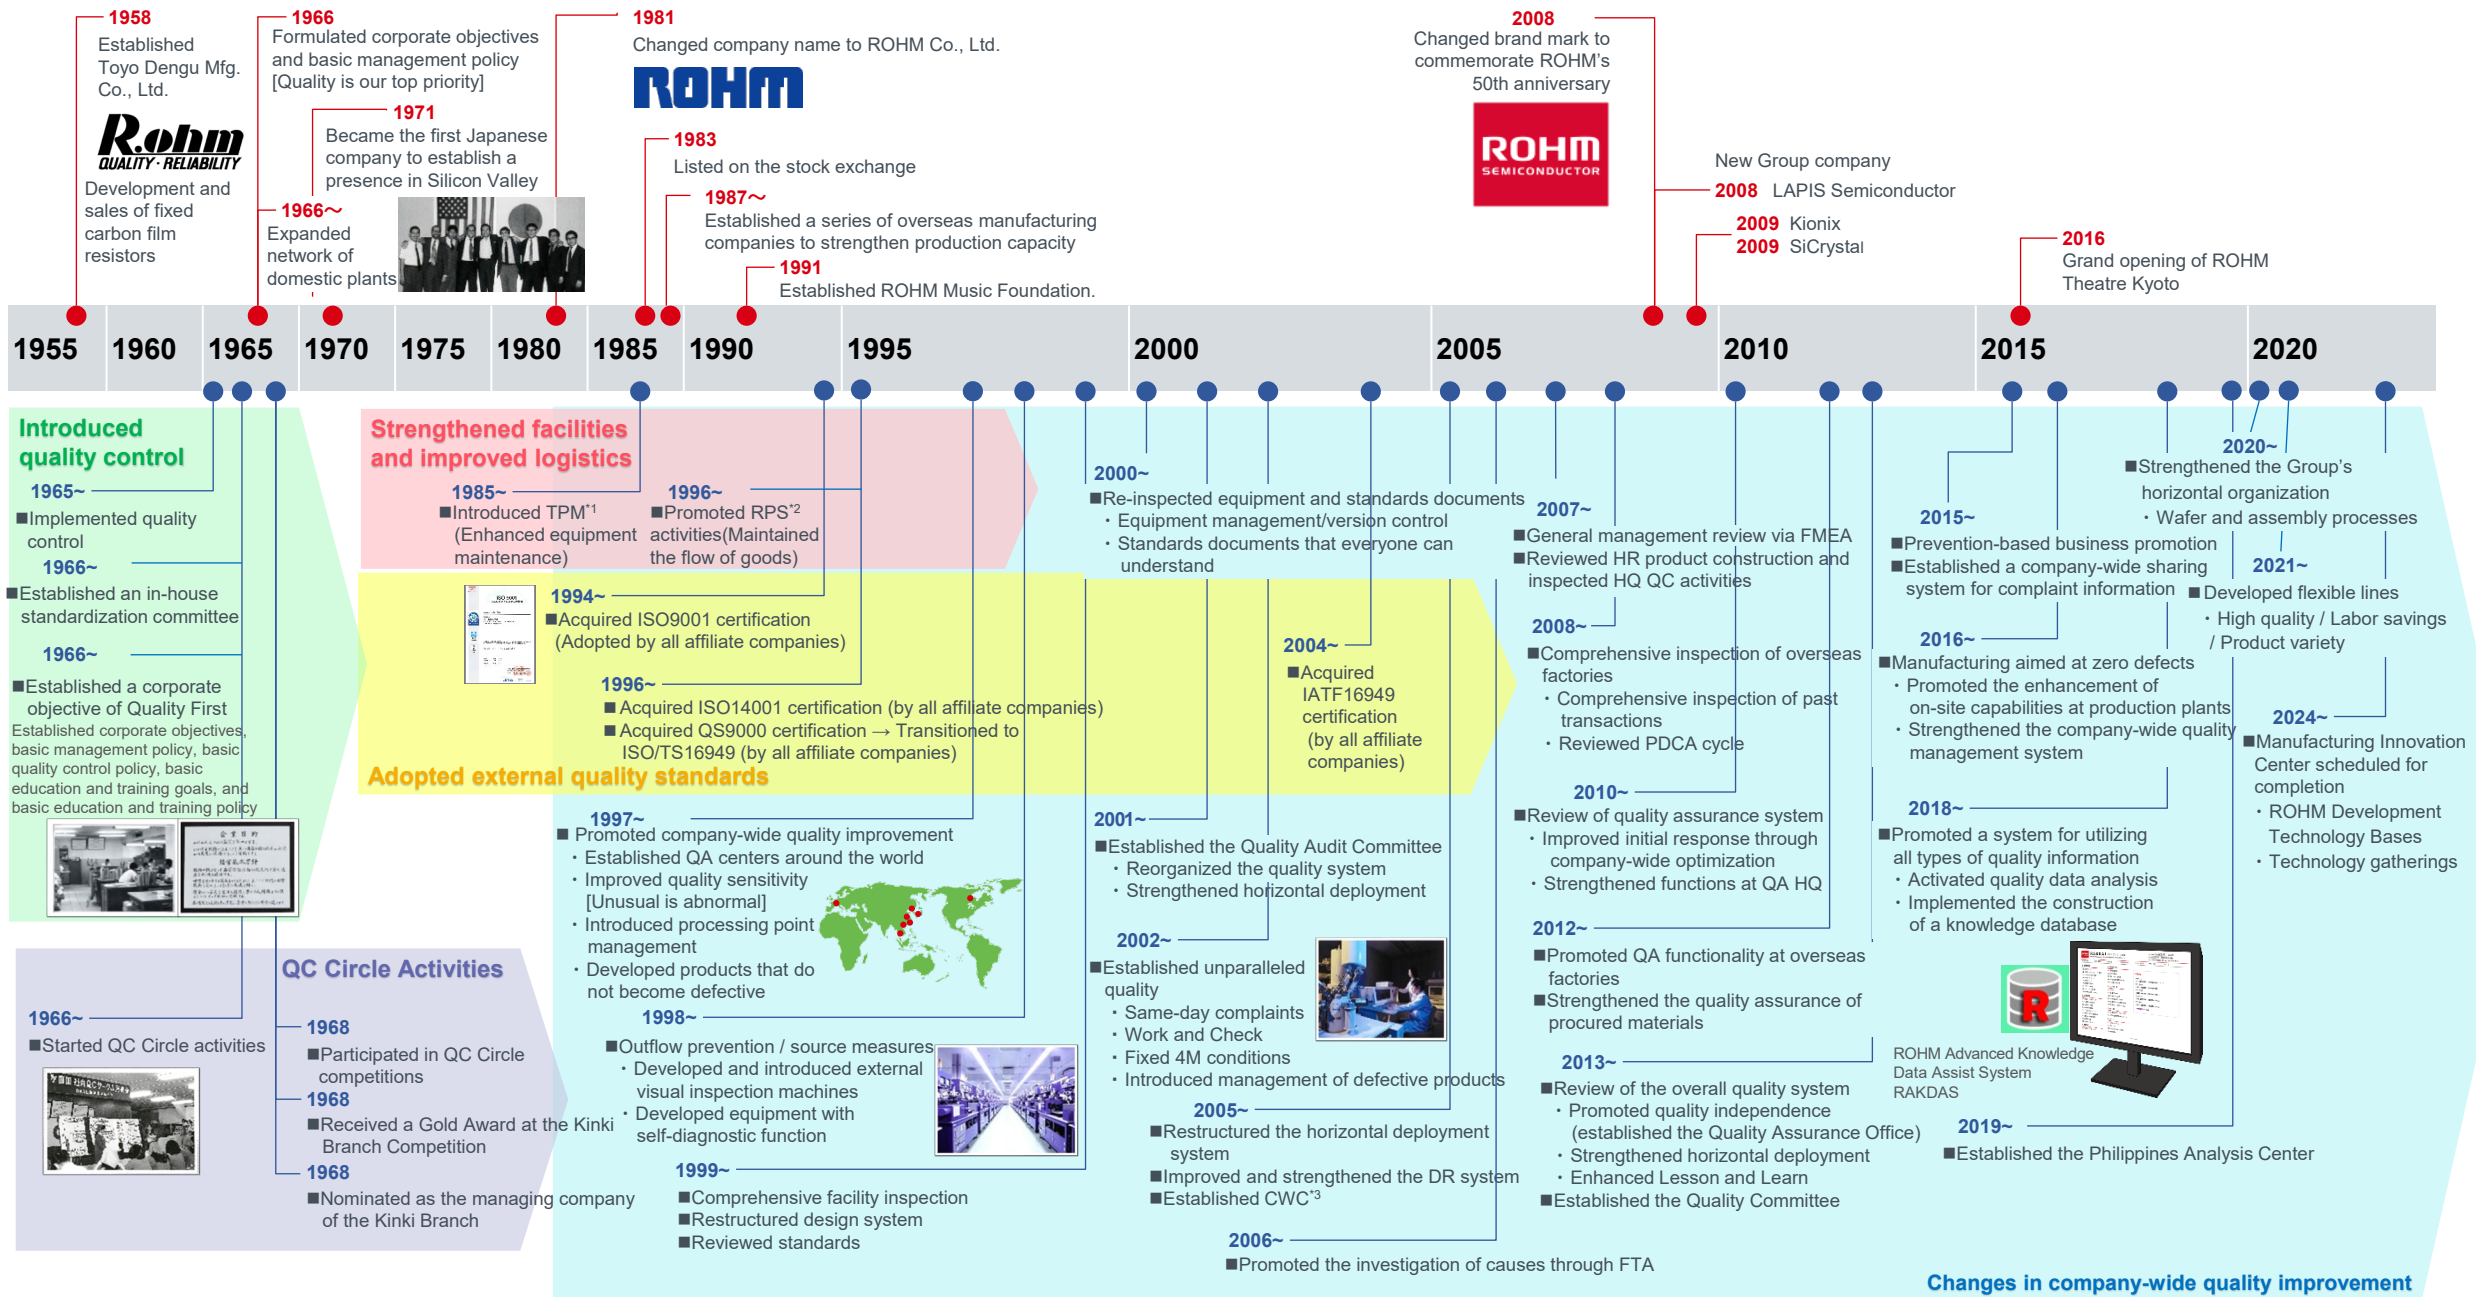 1958
Established
Toyo Dengu Mfg.
Co., Ltd.
R.ohm
QUALITY・RELIABILITY
Development and
sales of fixed
carbon film
resistors
1966
Formulated corporate objectives
and basic management policy
[Quality is our top priority]
1971
Became the first Japanese
company to establish a
presence in Silicon Valley
1966～
Expanded
network of
domestic plants
1981
Changed company name to ROHM Co., Ltd.
ROHM
1983
Listed on the stock exchange
1987～
Established a series of overseas manufacturing
companies to strengthen production capacity
1991
Established ROHM Music Foundation.
2008
Changed brand mark to
commemorate ROHM's
50th anniversary
ROHM
SEMICONDUCTOR
New Group company
2008 LAPIS Semiconductor
2009 Kionix
2009 SiCrystal
2016
Grand opening of ROHM
Theatre Kyoto
1955 1960 1965 1970 1975 1980 1985 1990 1995 2000 2005 2010 2015 2020
Introduced
quality control
1965~
■Implemented quality
control
1966~
■Established an in-house
standardization committee
1966~
■Established a corporate
objective of Quality First
Established corporate objectives,
basic management policy, basic
quality control policy, basic
education and training goals, and
basic education and training policy
企業目的
経営基本方針
QC Circle Activities
1966~
■Started QC Circle activities
1968
■Participated in QC Circle
competitions
1968
■Received a Gold Award at the Kinki
Branch Competition
1968
■Nominated as the managing company
of the Kinki Branch
Strengthened facilities
and improved logistics
1985~
■Introduced TPM*1
(Enhanced equipment
maintenance)
1996~
■Promoted RPS*2
activities(Maintained
the flow of goods)
ISO 9001
1994~
■Acquired ISO9001 certification
(Adopted by all affiliate companies)
1996~
■ Acquired ISO14001 certification (by all affiliate companies)
■ Acquired QS9000 certification → Transitioned to
ISO/TS16949 (by all affiliate companies)
2004~
■Acquired
IATF16949
certification
(by all affiliate
companies)
Adopted external quality standards
1997~
■ Promoted company-wide quality improvement
・Established QA centers around the world
・Improved quality sensitivity
[Unusual is abnormal]
・Introduced processing point
management
・Developed products that do
not become defective
1998~
■Outflow prevention / source measures
・Developed and introduced external
visual inspection machines
・Developed equipment with
self-diagnostic function
1999~
■Comprehensive facility inspection
■Restructured design system
■Reviewed standards
2000~
■Re-inspected equipment and standards documents
・Equipment management/version control
・Standards documents that everyone can
understand
2001~
■Established the Quality Audit Committee
・Reorganized the quality system
・Strengthened horizontal deployment
2002~
■Established unparalleled
quality
・Same-day complaints
・Work and Check
・Fixed 4M conditions
・Introduced management of defective products
2005~
■Restructured the horizontal deployment
system
■Improved and strengthened the DR system
■Established CWC*3
2006~
■Promoted the investigation of causes through FTA
2007~
■General management review via FMEA
■Reviewed HR product construction and
inspected HQ QC activities
2008~
■Comprehensive inspection of overseas
factories
・Comprehensive inspection of past
transactions
・Reviewed PDCA cycle
2010~
■Review of quality assurance system
・Improved initial response through
company-wide optimization
・Strengthened functions at QA HQ
2012~
■Promoted QA functionality at overseas
factories
■Strengthened the quality assurance of
procured materials
2013~
■Review of the overall quality system
・Promoted quality independence
(established the Quality Assurance Office)
・Strengthened horizontal deployment
・Enhanced Lesson and Learn
■Established the Quality Committee
2015~
■Prevention-based business promotion
■Established a company-wide sharing
system for complaint information
2016~
■Manufacturing aimed at zero defects
・Promoted the enhancement of
on-site capabilities at production plants
・Strengthened the company-wide quality
management system
2018~
■Promoted a system for utilizing
all types of quality information
・Activated quality data analysis
・Implemented the construction
of a knowledge database
R
ROHM Advanced Knowledge
Data Assist System
RAKDAS
2019~
■Established the Philippines Analysis Center
2020~
■Strengthened the Group's
horizontal organization
・Wafer and assembly processes
2021~
■Developed flexible lines
・High quality / Labor savings
/ Product variety
2024~
■Manufacturing Innovation
Center scheduled for
completion
・ROHM Development
Technology Bases
・Technology gatherings
Changes in company-wide quality improvement